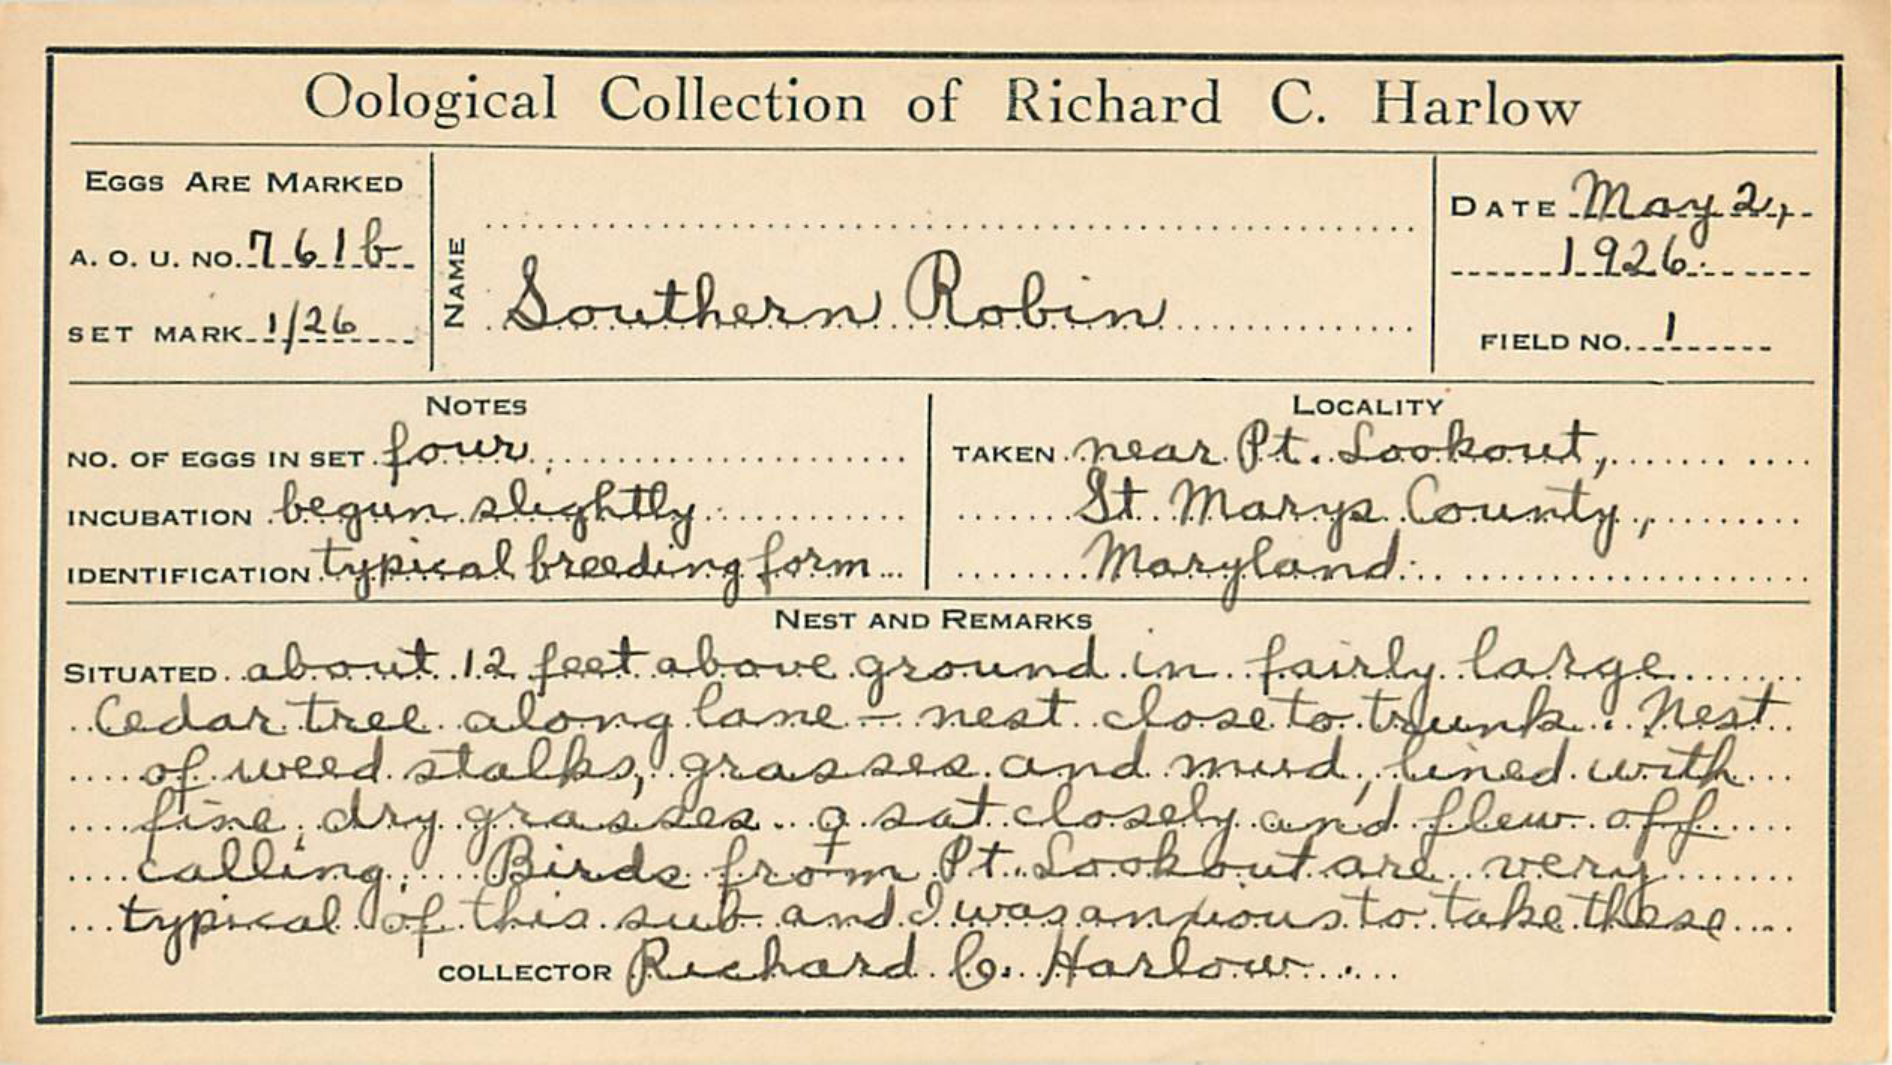 Oological Collection of Richard C. Harlow
EGGS ARE MARKED
A. O. U. NO. 761b
SET MARK 1/26
NAME
Southern Robin
DATE May 2,
1926.
FIELD NO. 1
NOTES
NO. OF EGGS IN SET four.
INCUBATION begun slightly
IDENTIFICATION typical breeding form
LOCALITY
TAKEN near Pt. Lookout,
St. Marys County,
Maryland.
NEST AND REMARKS
SITUATED about 12 feet above ground in fairly large
Cedar tree along lane - nest close to trunk. Nest
of weed stalks, grasses and mud, lined with
fine, dry grasses. ♀ sat closely and flew off
calling. Birds from Pt. Lookout are very
typical of this sub and I was anxious to take these
COLLECTOR Richard C. Harlow.